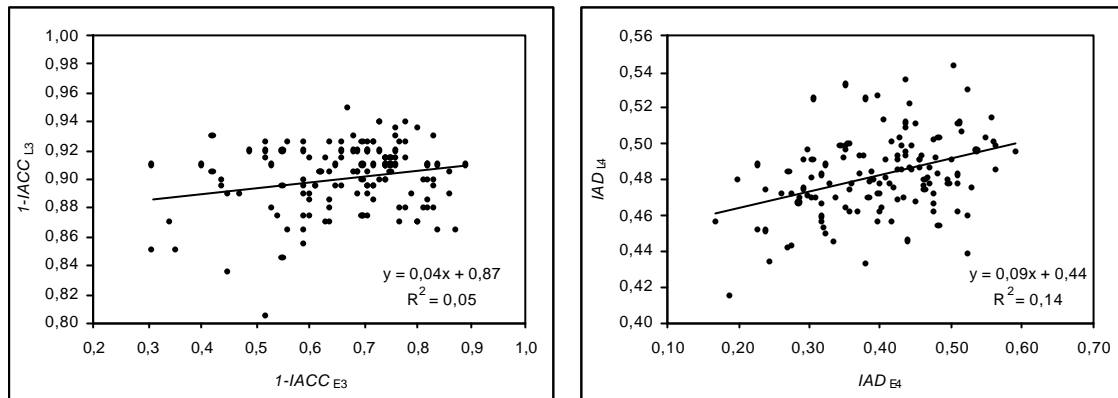 1,00
0,98
0,96
0,94
0,92
0,90
0,88
0,86
0,84
0,82
0,80
1-IACC L3
y = 0,04x + 0,87
R² = 0,05
0,2 0,3 0,4 0,5 0,6 0,7 0,8 0,9 1,0
1-IACC E3
0,56
0,54
0,52
0,50
0,48
0,46
0,44
0,42
0,40
IAD L4
y = 0,09x + 0,44
R² = 0,14
0,10 0,20 0,30 0,40 0,50 0,60 0,70
IAD E4